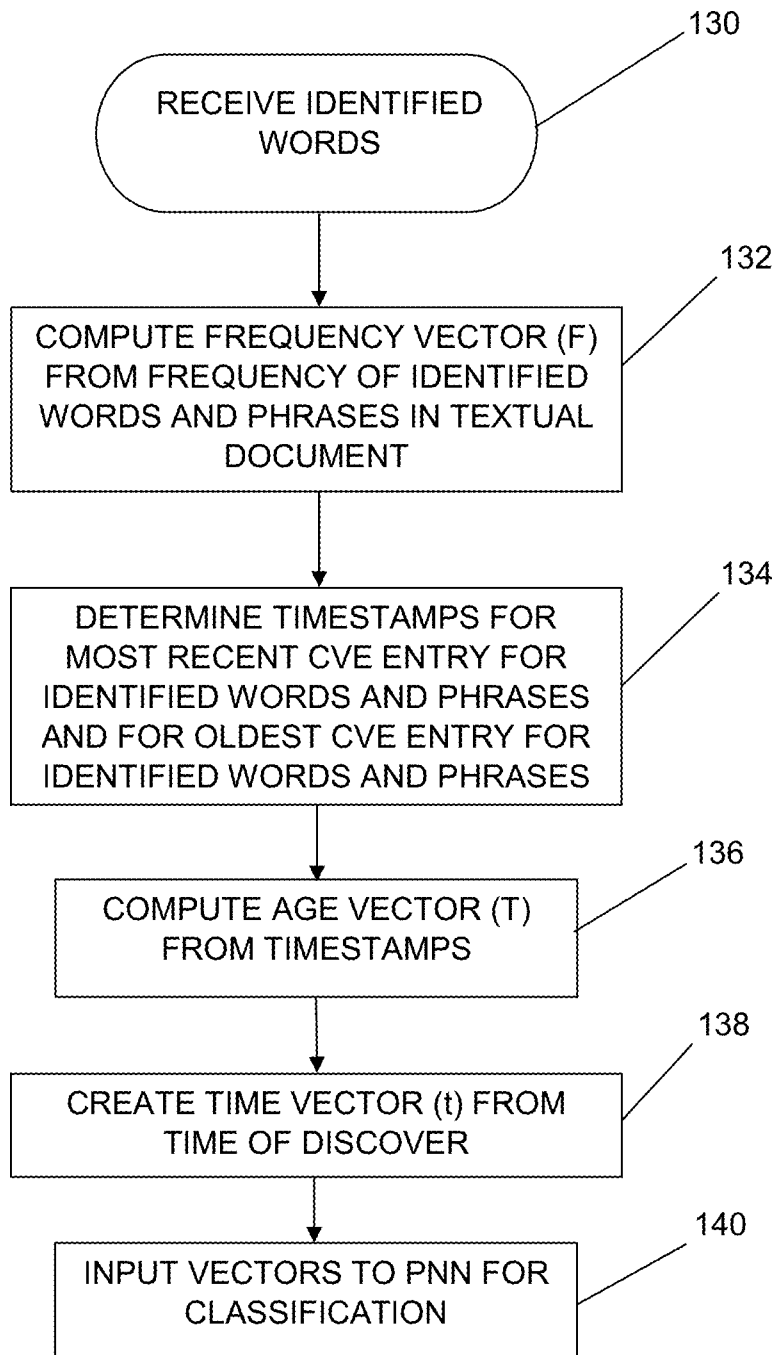 130
RECEIVE IDENTIFIED
WORDS
132
COMPUTE FREQUENCY VECTOR (F)
FROM FREQUENCY OF IDENTIFIED
WORDS AND PHRASES IN TEXTUAL
DOCUMENT
134
DETERMINE TIMESTAMPS FOR
MOST RECENT CVE ENTRY FOR
IDENTIFIED WORDS AND PHRASES
AND FOR OLDEST CVE ENTRY FOR
IDENTIFIED WORDS AND PHRASES
136
COMPUTE AGE VECTOR (T)
FROM TIMESTAMPS
138
CREATE TIME VECTOR (t) FROM
TIME OF DISCOVER
140
INPUT VECTORS TO PNN FOR
CLASSIFICATION